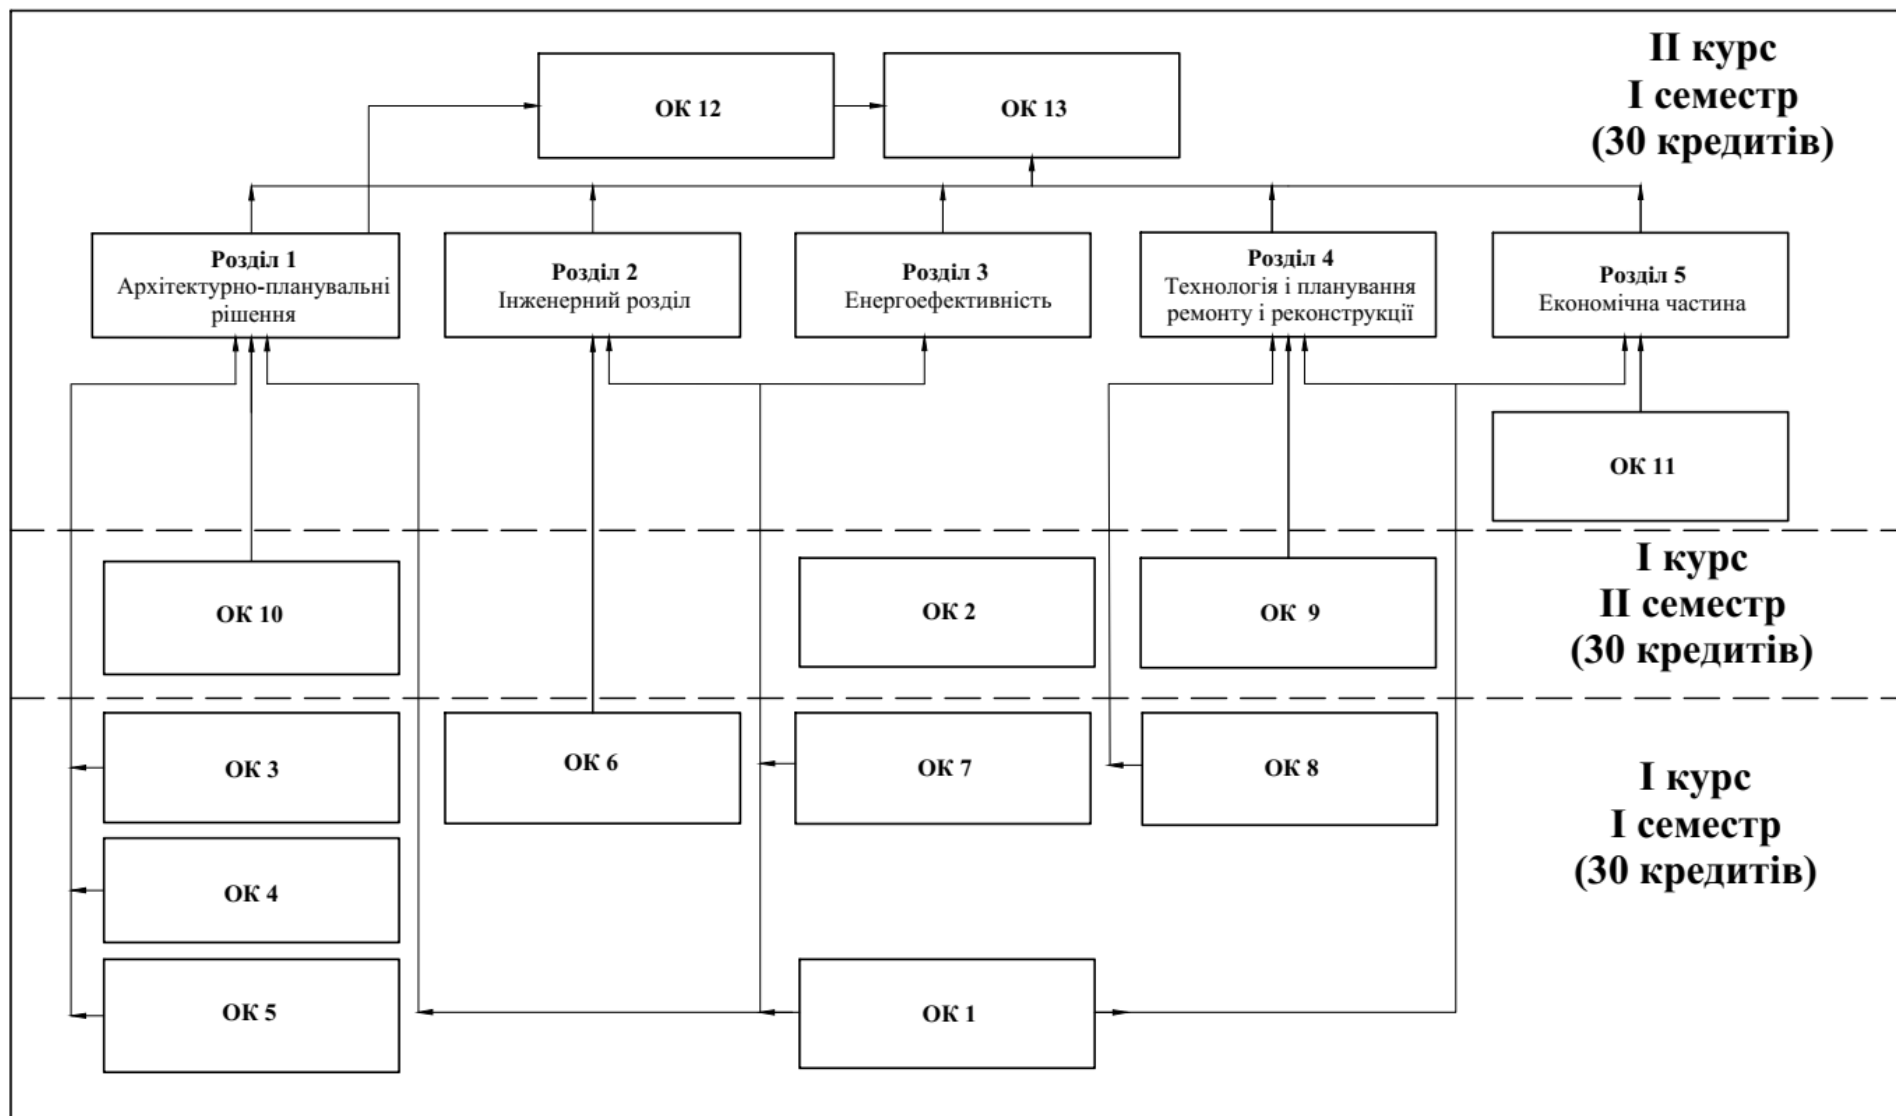 II курс
I семестр
(30 кредитів)
ОК 12
ОК 13
Розділ 1
Архітектурно-планувальні
рішення
Розділ 2
Інженерний розділ
Розділ 3
Енергоефективність
Розділ 4
Технологія і планування
ремонту і реконструкції
Розділ 5
Економічна частина
ОК 11
I курс
II семестр
(30 кредитів)
ОК 10
ОК 2
ОК 9
ОК 3
ОК 6
ОК 7
ОК 8
I курс
I семестр
(30 кредитів)
ОК 4
ОК 5
ОК 1